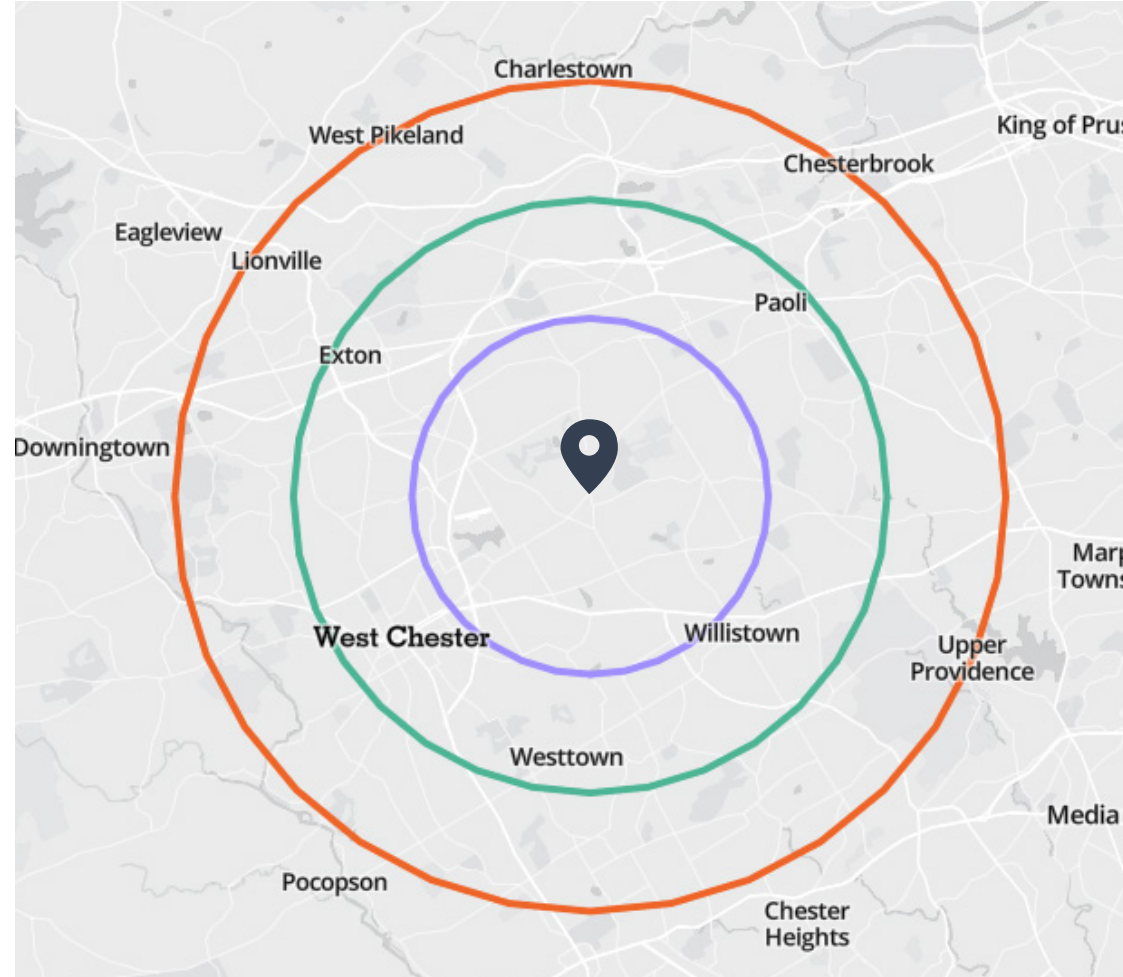 Charlestown
King of Prus
West Pikeland
Chesterbrook
Eagleview
Lionville
Paoli
Exton
Downingtown
Marp
Towns
West Chester
Willistown
Upper
Providence
Westtown
Media
Pocopson
Chester
Heights